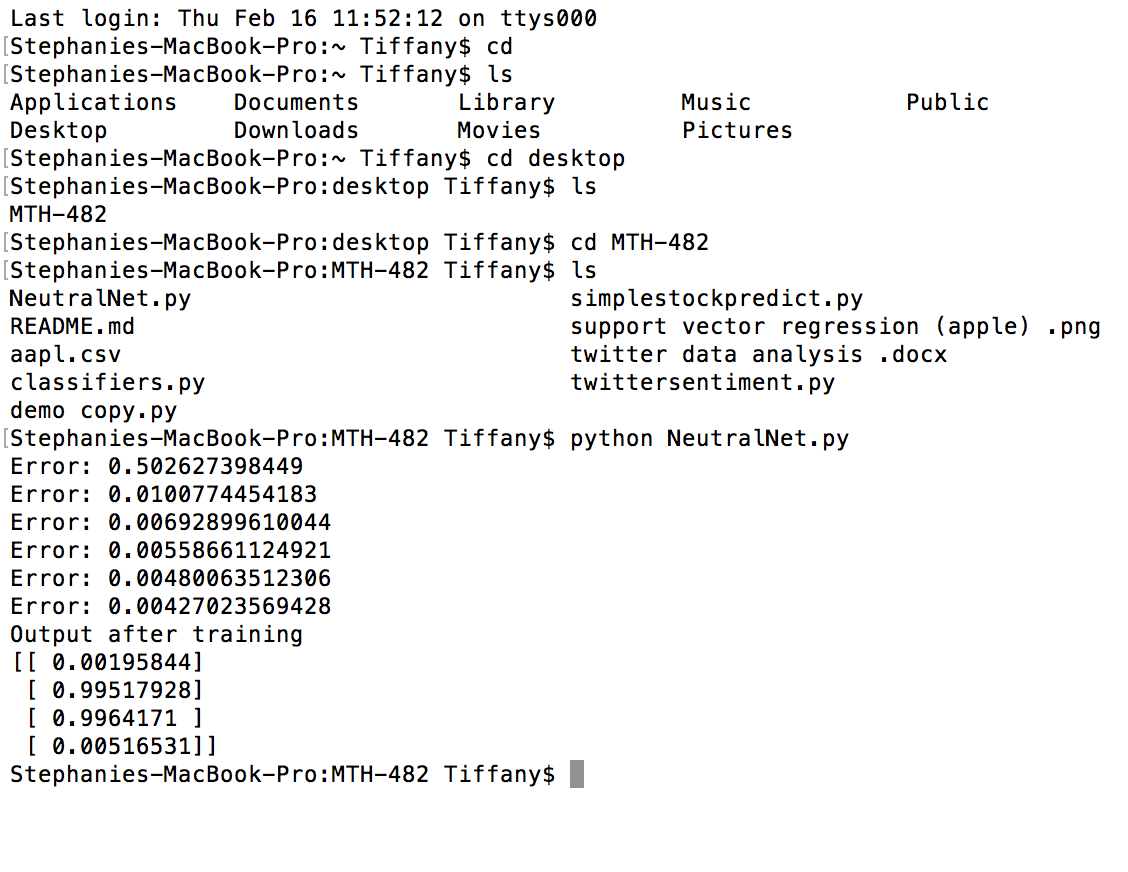 Last login: Thu Feb 16 11:52:12 on ttys000
[Stephanies-MacBook-Pro:~ Tiffany$ cd
[Stephanies-MacBook-Pro:~ Tiffany$ ls
Applications    Documents       Library         Music           Public
Desktop         Downloads       Movies          Pictures
[Stephanies-MacBook-Pro:~ Tiffany$ cd desktop
[Stephanies-MacBook-Pro:desktop Tiffany$ ls
MTH-482
[Stephanies-MacBook-Pro:desktop Tiffany$ cd MTH-482
[Stephanies-MacBook-Pro:MTH-482 Tiffany$ ls
NeutralNet.py                           simplestockpredict.py
README.md                               support vector regression (apple) .png
aapl.csv                                twitter data analysis .docx
classifiers.py                          twittersentiment.py
demo copy.py
[Stephanies-MacBook-Pro:MTH-482 Tiffany$ python NeutralNet.py
Error: 0.502627398449
Error: 0.0100774454183
Error: 0.00692899610044
Error: 0.00558661124921
Error: 0.00480063512306
Error: 0.00427023569428
Output after training
[[ 0.00195844]
 [ 0.99517928]
 [ 0.9964171 ]
 [ 0.00516531]]
Stephanies-MacBook-Pro:MTH-482 Tiffany$